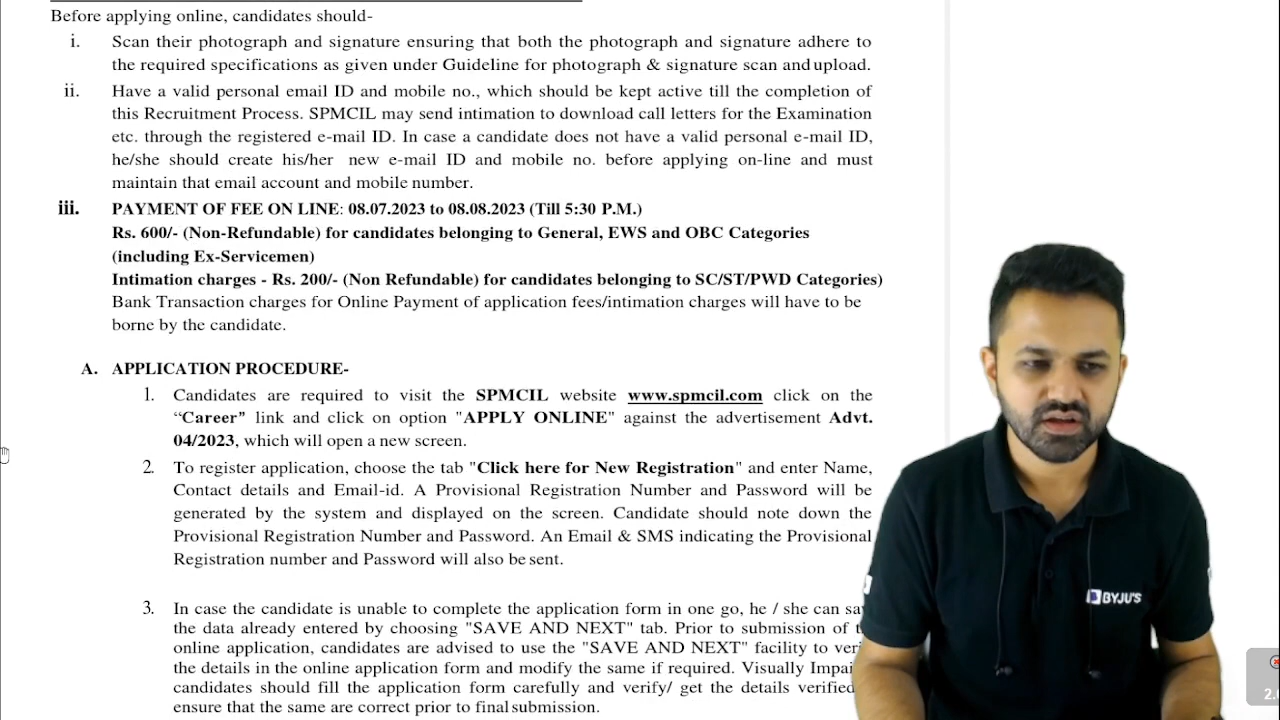 Before applying online, candidates should-
i. Scan their photograph and signature ensuring that both the photograph and signature adhere to
the required specifications as given under Guideline for photograph & signature scan and upload.
ii. Have a valid personal email ID and mobile no., which should be kept active till the completion of
this Recruitment Process. SPMCIL may send intimation to download call letters for the Examination
etc. through the registered e-mail ID. In case a candidate does not have a valid personal e-mail ID,
he/she should create his/her new e-mail ID and mobile no. before applying on-line and must
maintain that email account and mobile number.
iii. PAYMENT OF FEE ON LINE: 08.07.2023 to 08.08.2023 (Till 5:30 P.M.)
Rs. 600/- (Non-Refundable) for candidates belonging to General, EWS and OBC Categories
(including Ex-Servicemen)
Intimation charges - Rs. 200/- (Non Refundable) for candidates belonging to SC/ST/PWD Categories)
Bank Transaction charges for Online Payment of application fees/intimation charges will have to be
borne by the candidate.
A. APPLICATION PROCEDURE-
1. Candidates are required to visit the SPMCIL website www.spmcil.com click on the
“Career” link and click on option "APPLY ONLINE" against the advertisement Advt.
04/2023, which will open a new screen.
2. To register application, choose the tab "Click here for New Registration" and enter Name,
Contact details and Email-id. A Provisional Registration Number and Password will be
generated by the system and displayed on the screen. Candidate should note down the
Provisional Registration Number and Password. An Email & SMS indicating the Provisional
Registration number and Password will also be sent.
3. In case the candidate is unable to complete the application form in one go, he / she can
the data already entered by choosing "SAVE AND NEXT" tab. Prior to submission of
online application, candidates are advised to use the "SAVE AND NEXT" facility to
the details in the online application form and modify the same if required. Visually
candidates should fill the application form carefully and verify/ get the details verified
ensure that the same are correct prior to final submission.
BYJU'S